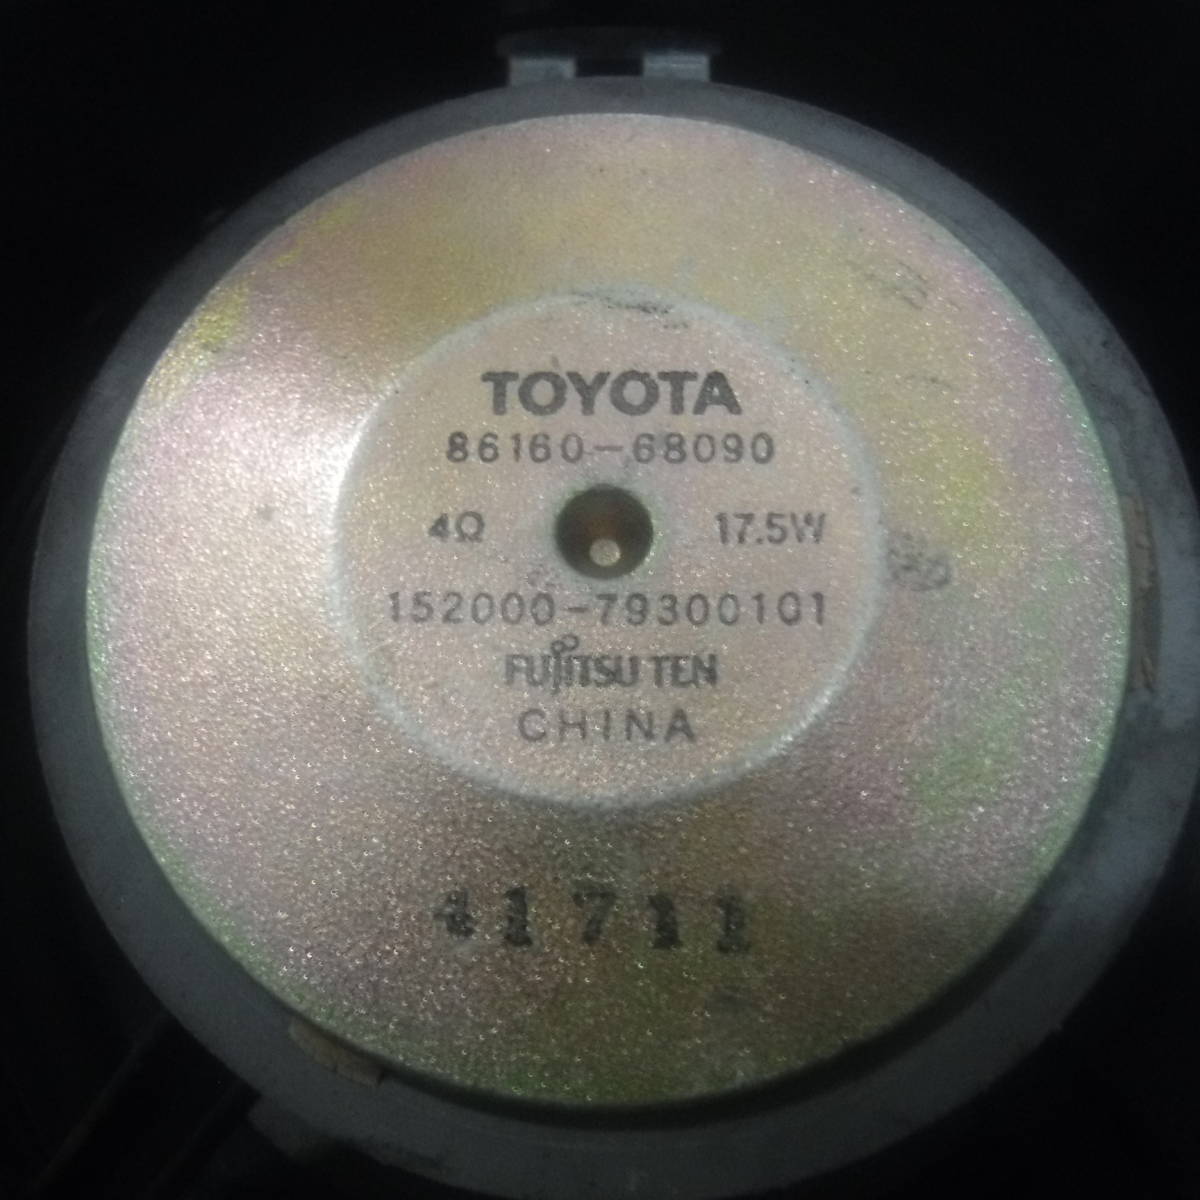 TOYOTA
86160-68090
4Ω 17.5W
152000-79300101
FUJITSU TEN
CHINA
41711